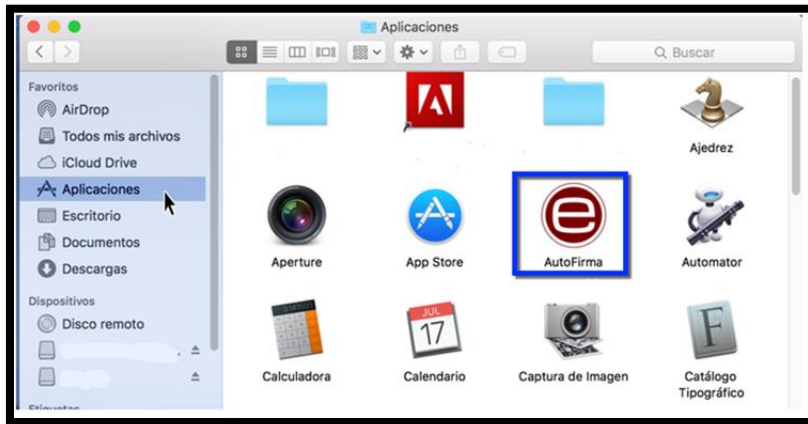 Aplicaciones
Buscar
Favoritos
AirDrop
Todos mis archivos
iCloud Drive
Aplicaciones
Escritorio
Documentos
Descargas
Dispositivos
Disco remoto
Etiquetas
Ajedrez
Aperture
App Store
AutoFirma
Automator
JUL
17
Calculadora
Calendario
Captura de Imagen
Catálogo
Tipográfico